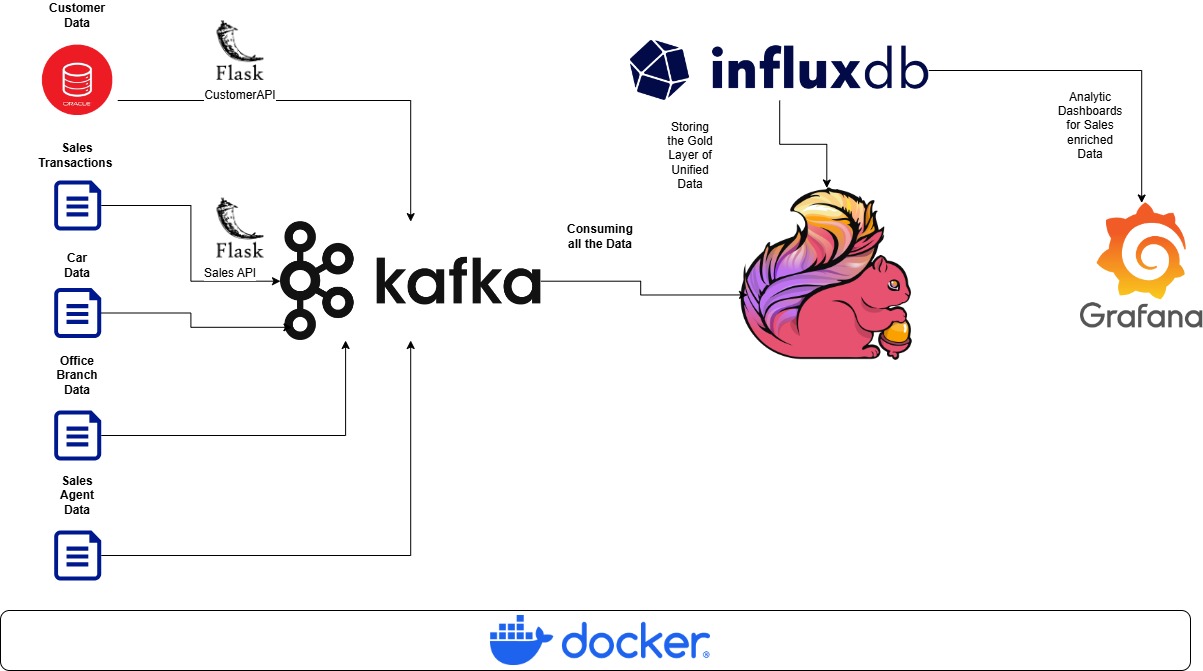 Customer
Data
ORACLE
Flask
CustomerAPI
Sales
Transactions
Flask
Sales API
Car
Data
kafka
Office
Branch
Data
Sales
Agent
Data
Consuming
all the Data
influxdb
Storing
the Gold
Layer of
Unified
Data
Analytic
Dashboards
for Sales
enriched
Data
Grafana
docker®